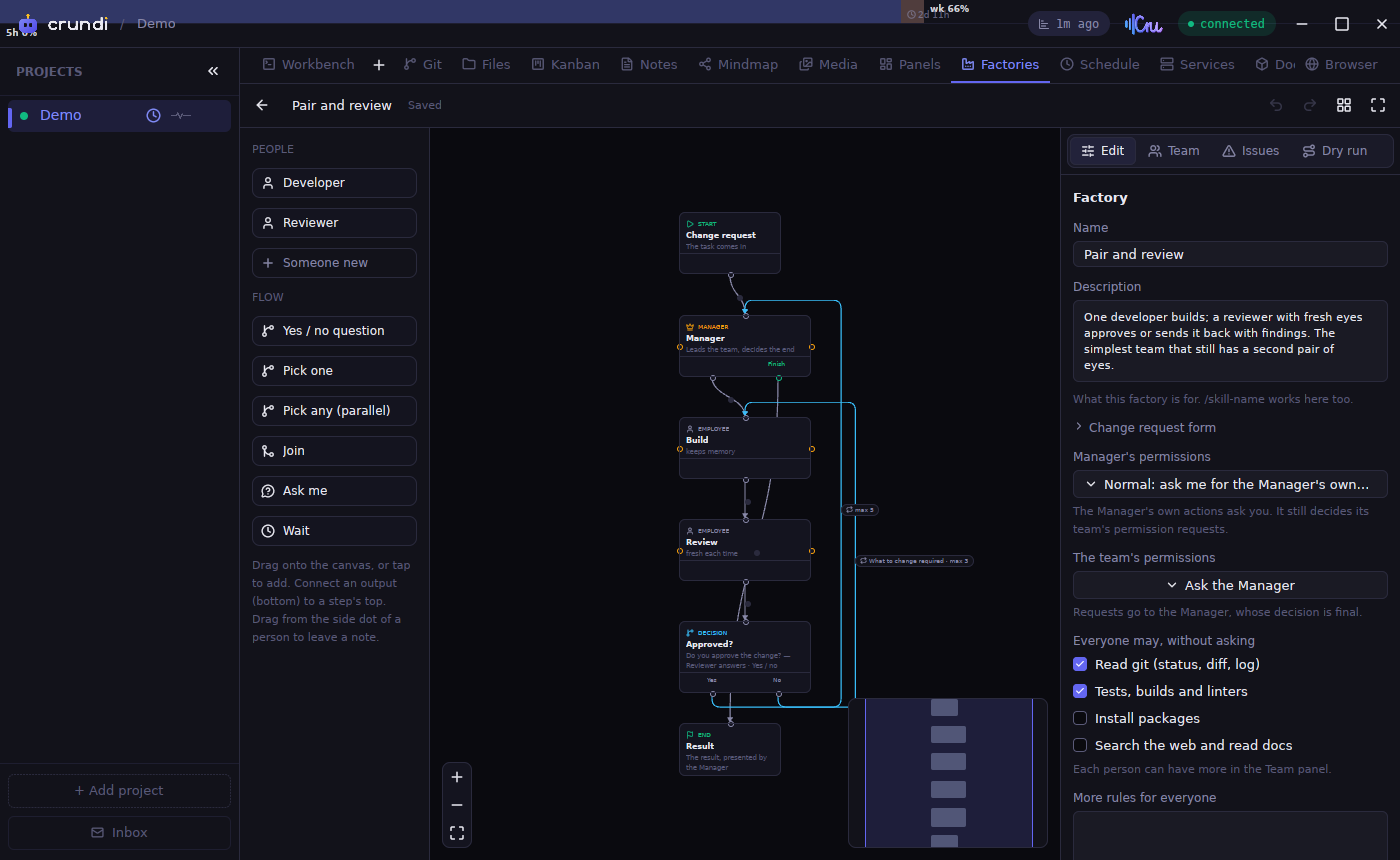 5h 0%
crundi / Demo
2d 11h
wk 66%
1m ago
Cru
connected
PROJECTS
Demo
+ Add project
Inbox
Workbench
Git
Files
Kanban
Notes
Mindmap
Media
Panels
Factories
Schedule
Services
Doc
Browser
Pair and review
Saved
PEOPLE
Developer
Reviewer
Someone new
FLOW
Yes / no question
Pick one
Pick any (parallel)
Join
Ask me
Wait
Drag onto the canvas, or tap
to add. Connect an output
(bottom) to a step's top.
Drag from the side dot of a
person to leave a note.
START
Change request
The task comes in
MANAGER
Manager
Leads the team, decides the end
Finish
EMPLOYEE
Build
keeps memory
EMPLOYEE
Review
fresh each time
max 5
What to change required · max 3
DECISION
Approved?
Do you approve the change? —
Reviewer answers · Yes / no
Yes
No
END
Result
The result, presented by
the Manager
Edit
Team
Issues
Dry run
Factory
Name
Pair and review
Description
One developer builds; a reviewer with fresh eyes
approves or sends it back with findings. The
simplest team that still has a second pair of
eyes.
What this factory is for. /skill-name works here too.
Change request form
Manager's permissions
Normal: ask me for the Manager's own...
The Manager's own actions ask you. It still decides its
team's permission requests.
The team's permissions
Ask the Manager
Requests go to the Manager, whose decision is final.
Everyone may, without asking
Read git (status, diff, log)
Tests, builds and linters
Install packages
Search the web and read docs
Each person can have more in the Team panel.
More rules for everyone